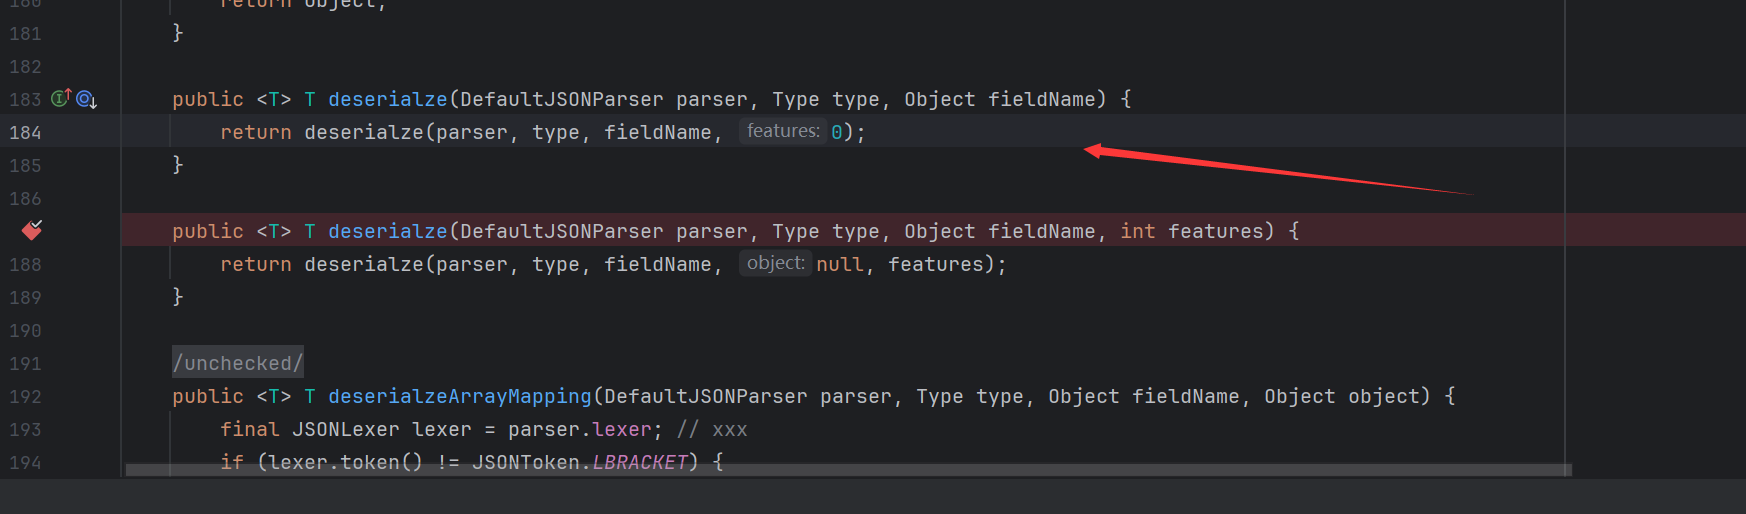 180 return object;
181 }
182
183 public <T> T deserialze(DefaultJSONParser parser, Type type, Object fieldName) {
184 return deserialze(parser, type, fieldName, features: 0);
185 }
186
public <T> T deserialze(DefaultJSONParser parser, Type type, Object fieldName, int features) {
188 return deserialze(parser, type, fieldName, object: null, features);
189 }
190
191 /unchecked/
192 public <T> T deserialzeArrayMapping(DefaultJSONParser parser, Type type, Object fieldName, Object object) {
193 final JSONLexer lexer = parser.lexer; // xxx
194 if (lexer.token() != JSONToken.LBRACKET) {